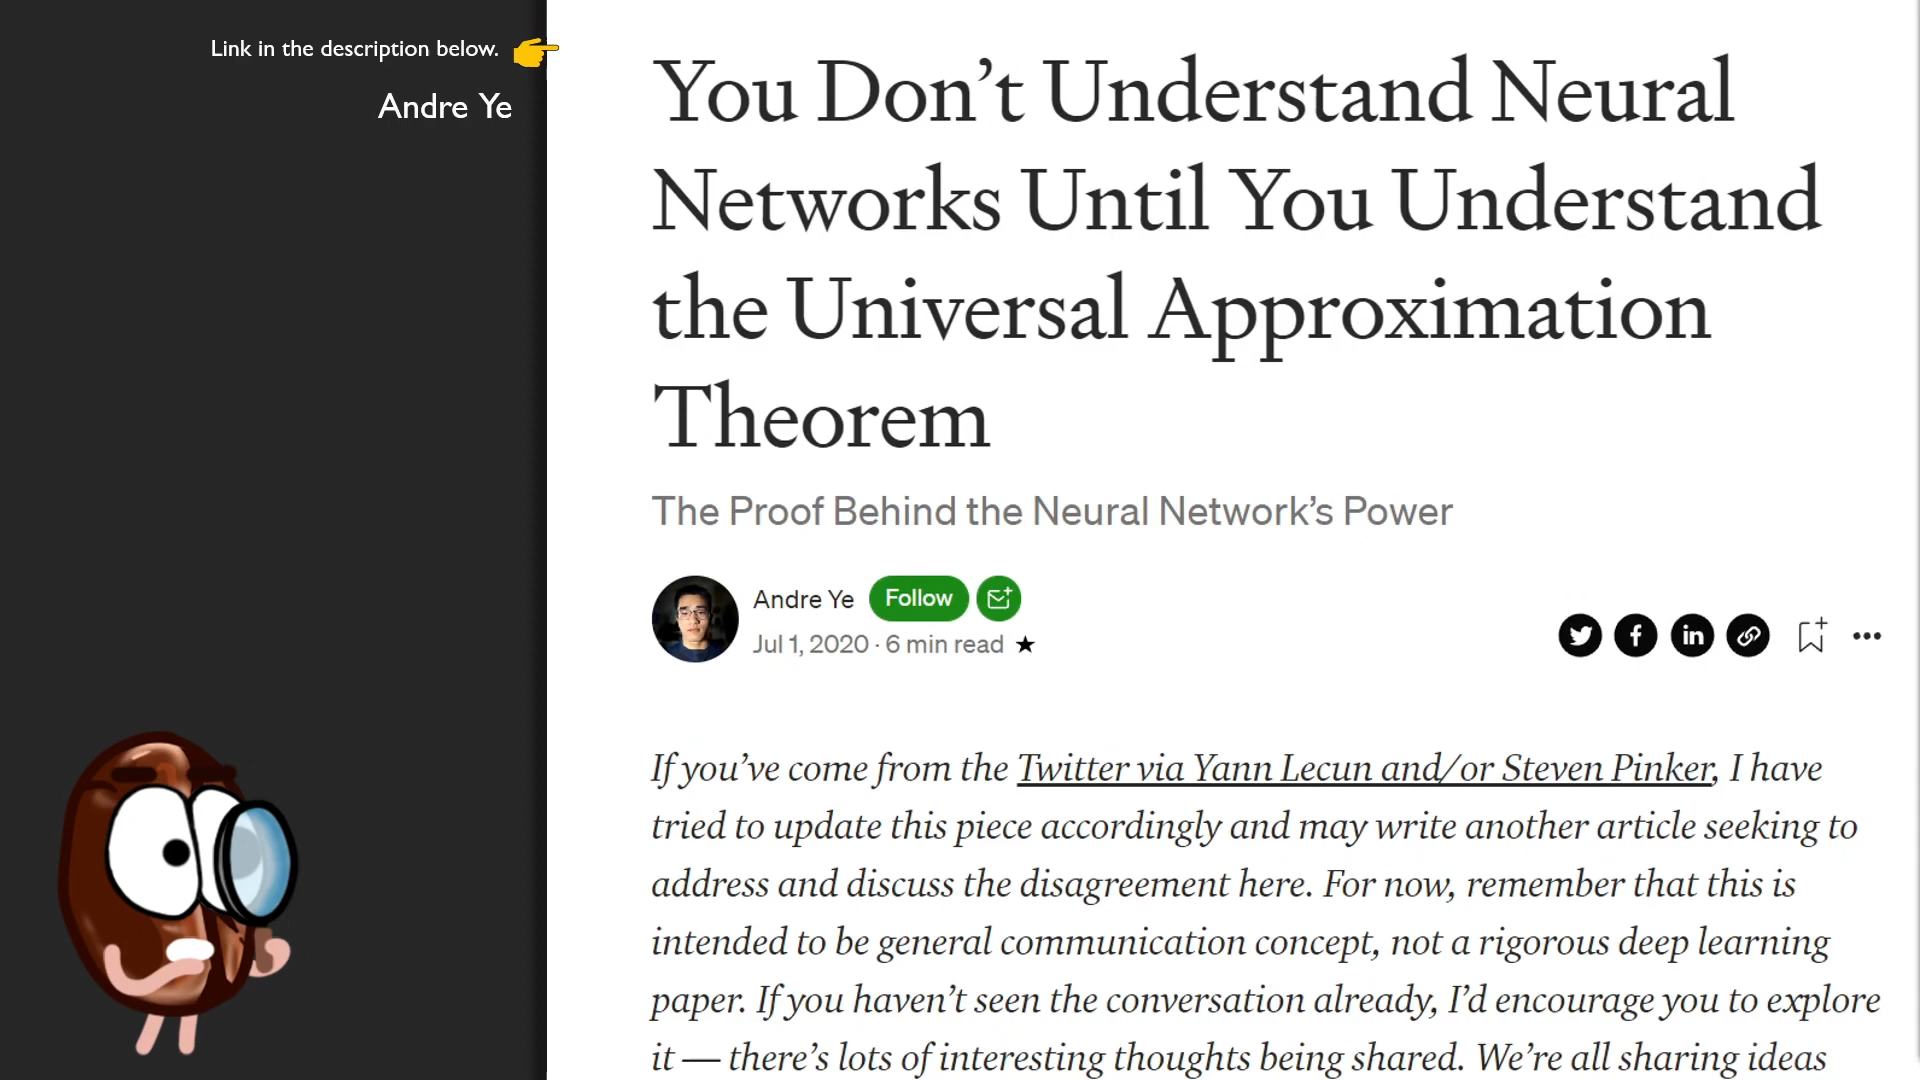 Link in the description below.
Andre Ye
You Don’t Understand Neural
Networks Until You Understand
the Universal Approximation
Theorem
The Proof Behind the Neural Network’s Power
Andre Ye Follow
Jul 1, 2020 · 6 min read ★
If you’ve come from the Twitter via Yann Lecun and/or Steven Pinker, I have
tried to update this piece accordingly and may write another article seeking to
address and discuss the disagreement here. For now, remember that this is
intended to be general communication concept, not a rigorous deep learning
paper. If you haven’t seen the conversation already, I’d encourage you to explore
it — there’s lots of interesting thoughts being shared. We’re all sharing ideas